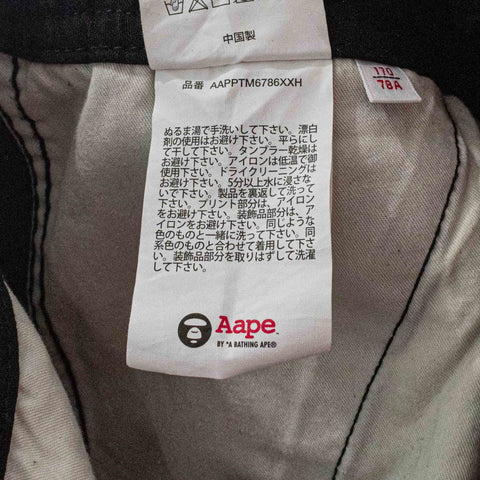 中国製
品番 AAPPTM6786XXH
170
78A
ぬるま湯で手洗いして下さい。漂白
剤の使用はお避け下さい。平らにし
て干して下さい。タンブラー乾燥は
お避け下さい。アイロンは低温で御
使用下さい。ドライクリーニングは
お避け下さい。5分以上水に浸さな
いで下さい。製品を裏返して洗って
下さい。プリント部分は、アイロン
をお避け下さい。装飾品部分は、ア
イロンをお避け下さい。同じような
色のものと一緒に洗って下さい。同
系色のものと合わせて着用して下さ
い。装飾品部分を取りはずして洗濯
して下さい。
Aape™
BY *A BATHING APE®